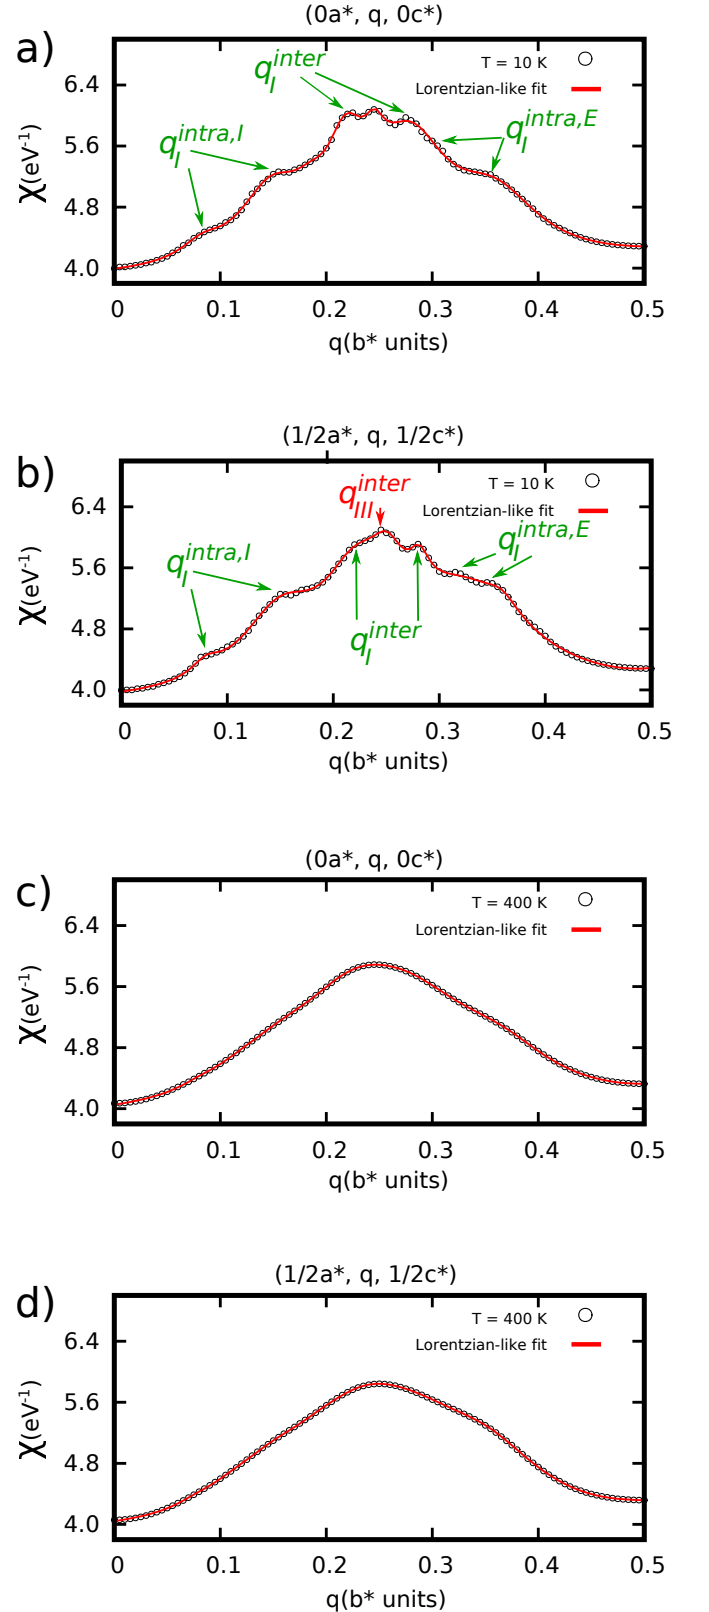 (0a*, q, 0c*)
a)
T = 10 K
Lorentzian-like fit
q_I^inter
q_I^intra,I
q_I^intra,E
χ(eV⁻¹)
6.4
5.6
4.8
4.0
0 0.1 0.2 0.3 0.4 0.5
q(b* units)
(1/2a*, q, 1/2c*)
b)
T = 10 K
Lorentzian-like fit
q_III^inter
q_I^intra,I
q_I^intra,E
q_I^inter
χ(eV⁻¹)
6.4
5.6
4.8
4.0
0 0.1 0.2 0.3 0.4 0.5
q(b* units)
(0a*, q, 0c*)
c)
T = 400 K
Lorentzian-like fit
χ(eV⁻¹)
6.4
5.6
4.8
4.0
0 0.1 0.2 0.3 0.4 0.5
q(b* units)
(1/2a*, q, 1/2c*)
d)
T = 400 K
Lorentzian-like fit
χ(eV⁻¹)
6.4
5.6
4.8
4.0
0 0.1 0.2 0.3 0.4 0.5
q(b* units)